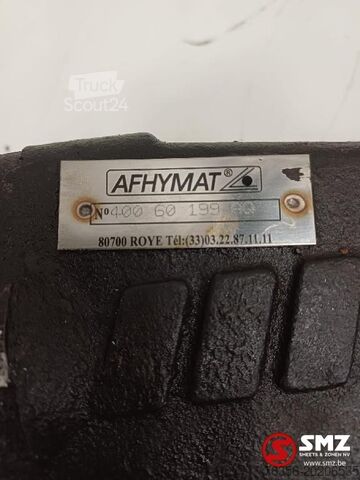 Truck
Scout24
AFHYMAT®
N° 400 60 199
80700 ROYE Tél:(33)03.22.87.11.11
SMZ
SMEETS & ZONEN NV
www.smz.be